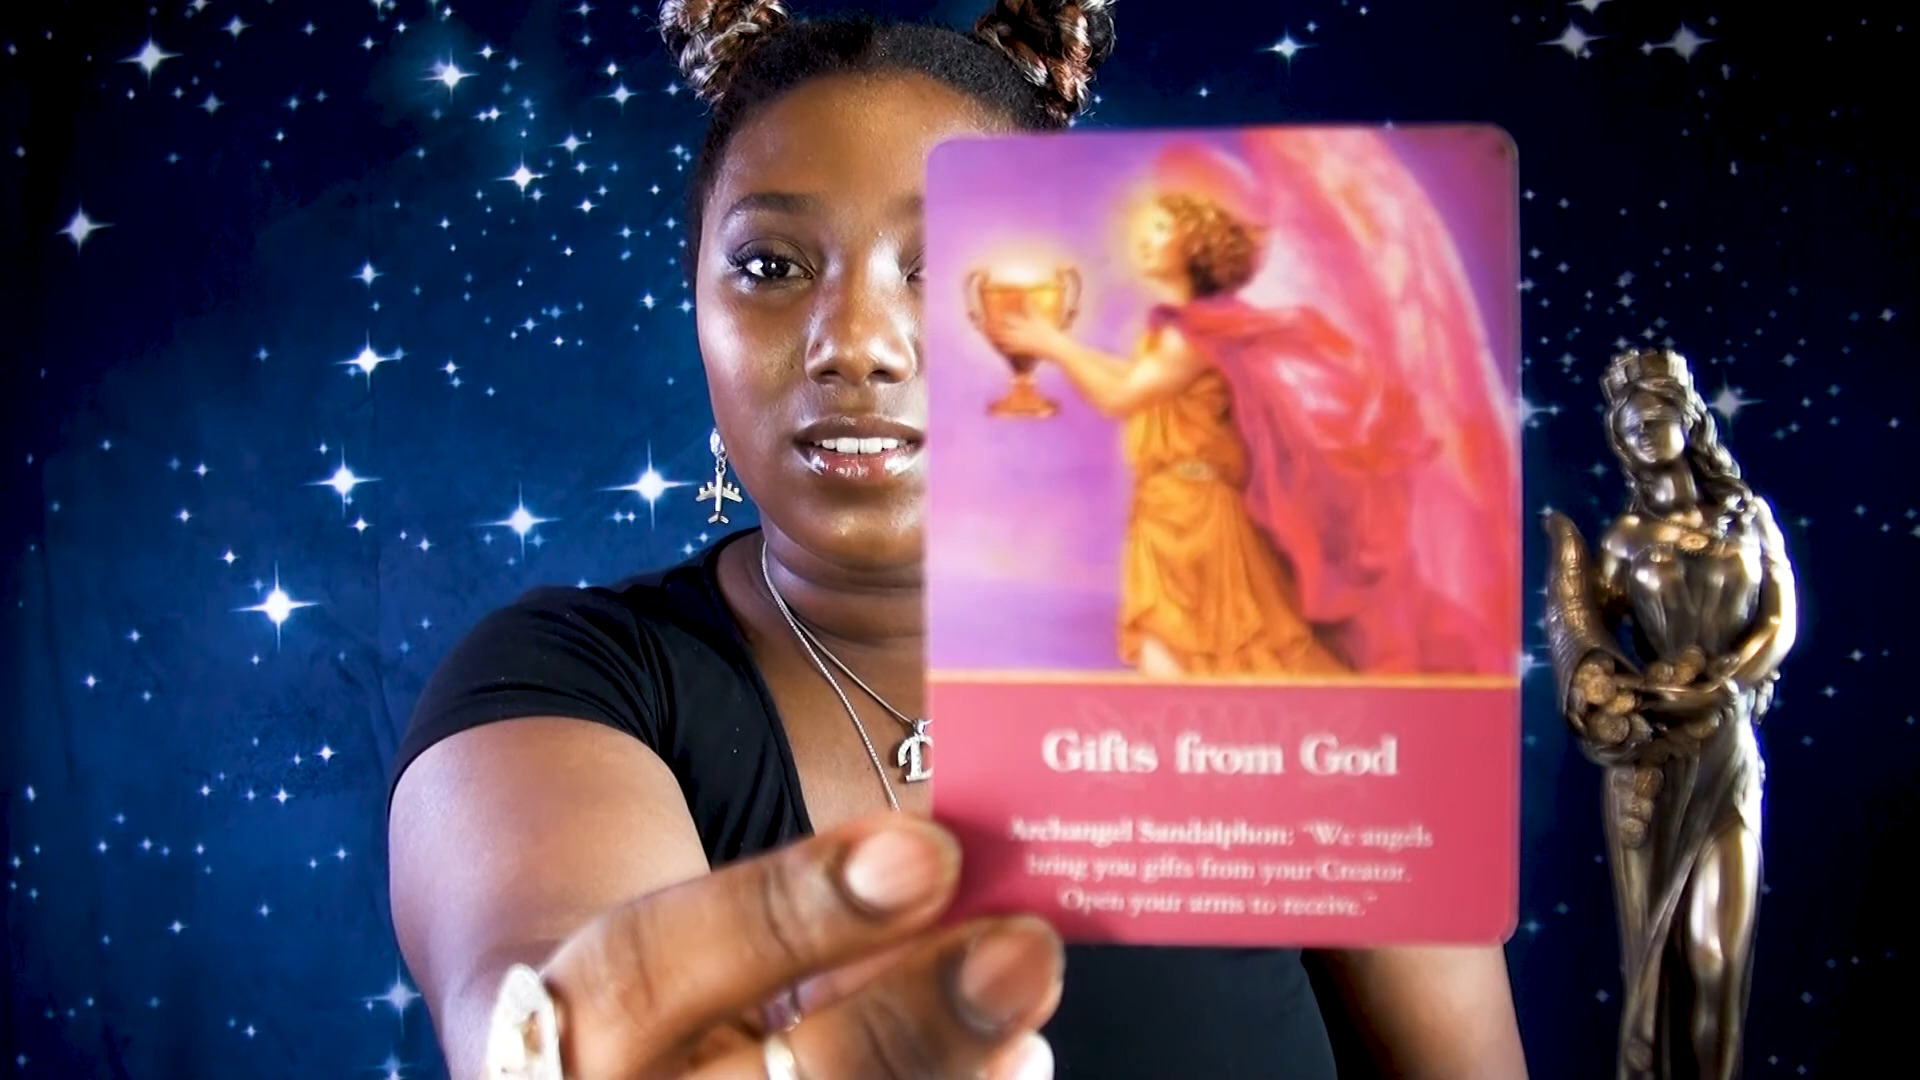 D
Gifts from God
Archangel Sandalphon: "We angels
bring you gifts from your Creator.
Open your arms to receive."